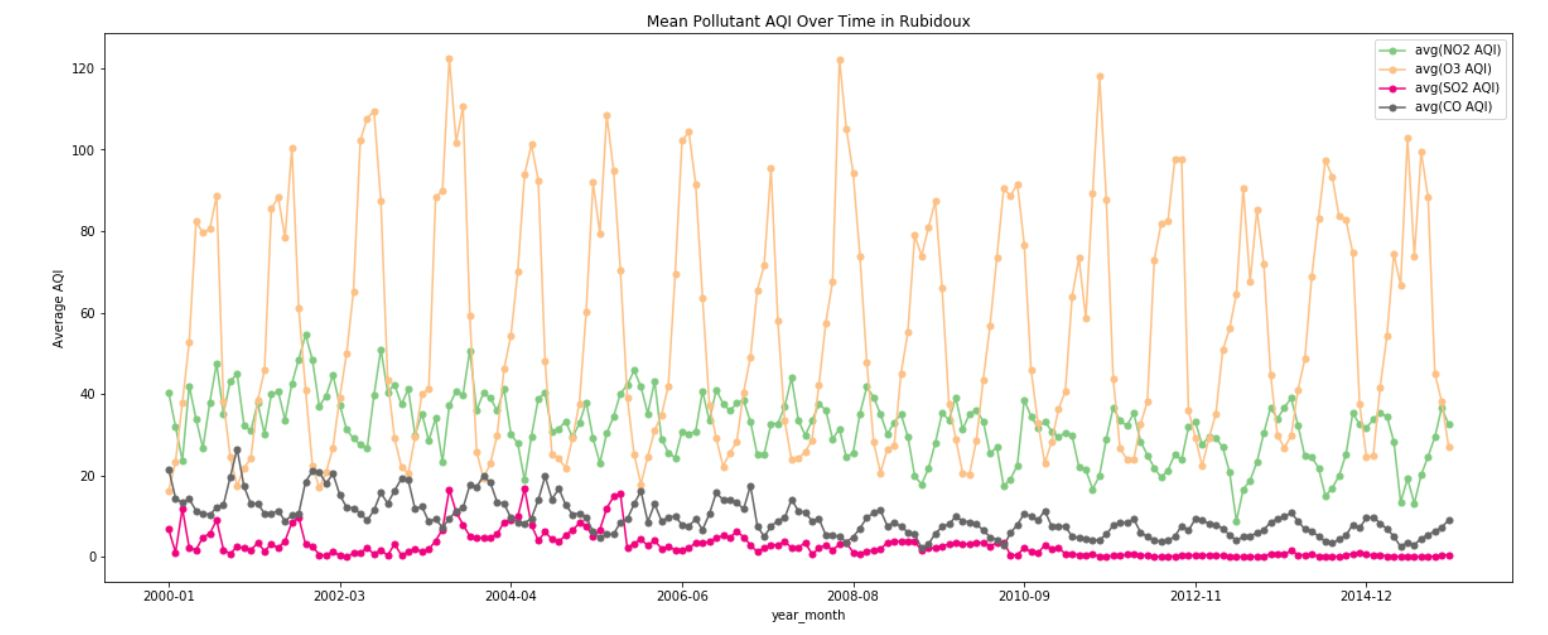 Mean Pollutant AQI Over Time in Rubidoux
avg(NO2 AQI)
avg(O3 AQI)
avg(SO2 AQI)
avg(CO AQI)
Average AQI
120
100
80
60
40
20
0
2000-01 2002-03 2004-04 2006-06 2008-08 2010-09 2012-11 2014-12
year_month